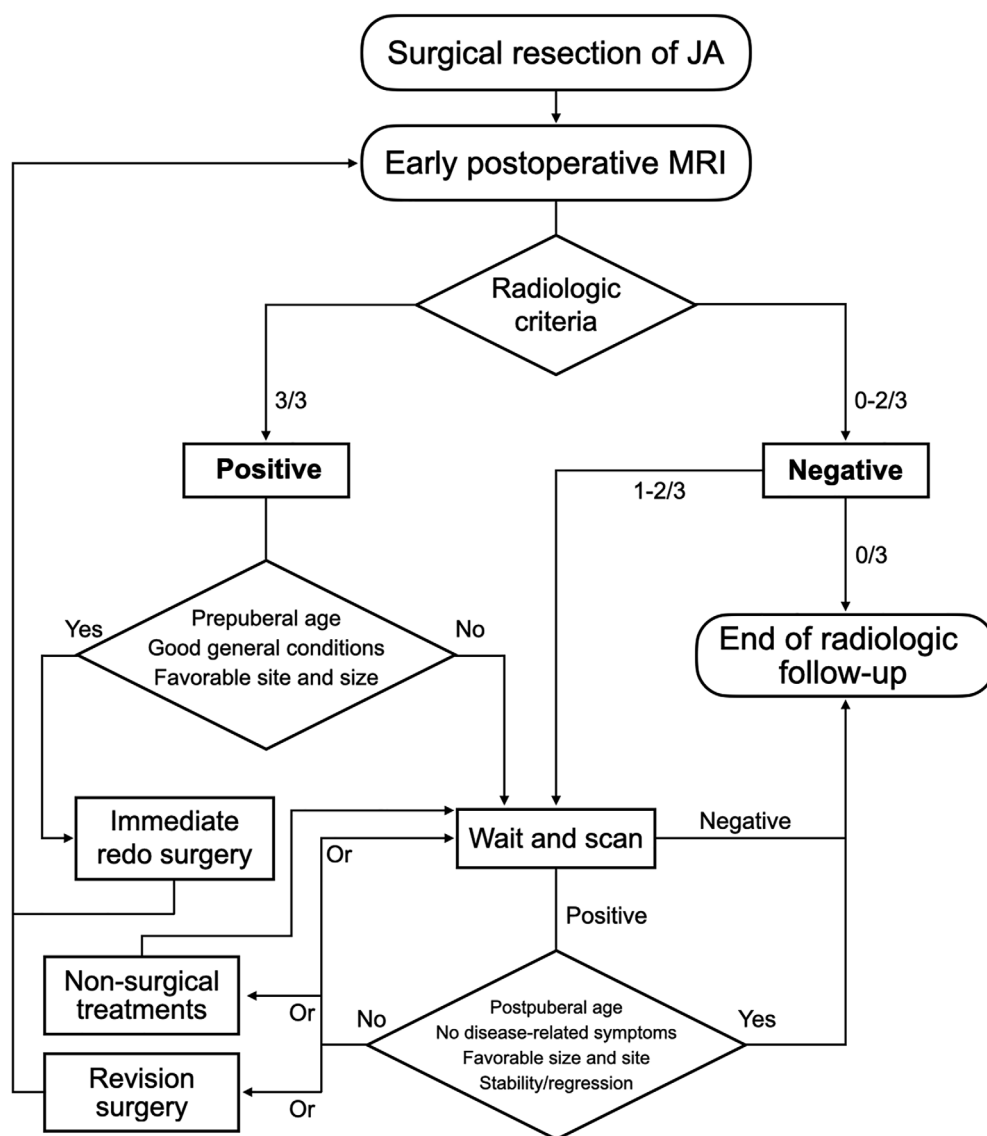 Surgical resection of JA
Early postoperative MRI
Radiologic
criteria
3/3
0-2/3
Positive
Negative
1-2/3
0/3
Yes
Prepuberal age
Good general conditions
Favorable site and size
No
End of radiologic
follow-up
Immediate
redo surgery
Or
Wait and scan
Negative
Positive
Non-surgical
treatments
Or
No
Postpuberal age
No disease-related symptoms
Favorable size and site
Stability/regression
Yes
Revision
surgery
Or